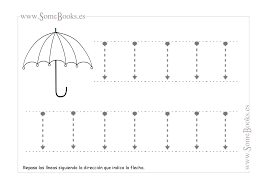 www.SomeBooks.es
www.SomeBooks.es
Repasa las líneas siguiendo la dirección que indica la flecha.